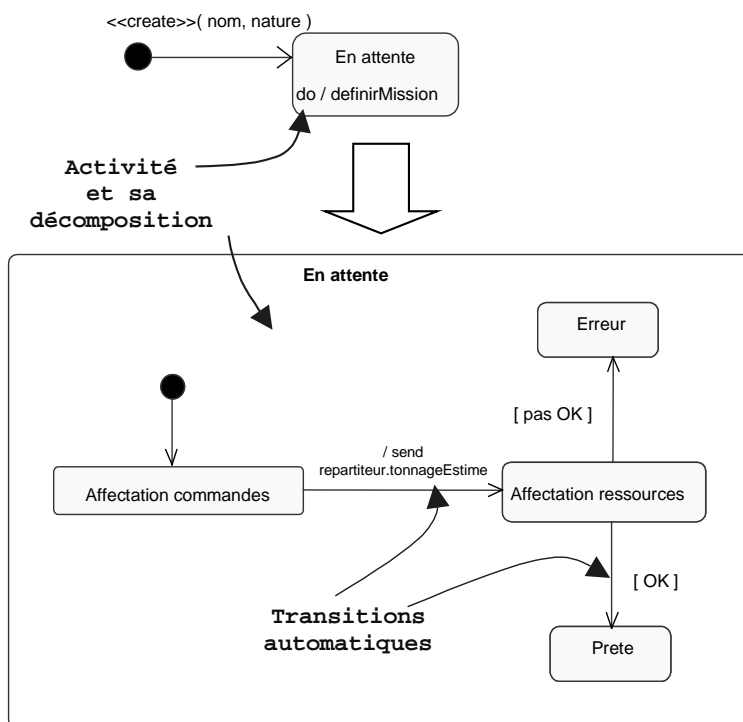 <<create>>( nom, nature )
En attente
do / definirMission
Activité
et sa
décomposition
En attente
Erreur
[ pas OK ]
/ send
repartiteur.tonnageEstime
Affectation commandes
Affectation ressources
[ OK ]
Transitions
automatiques
Prete